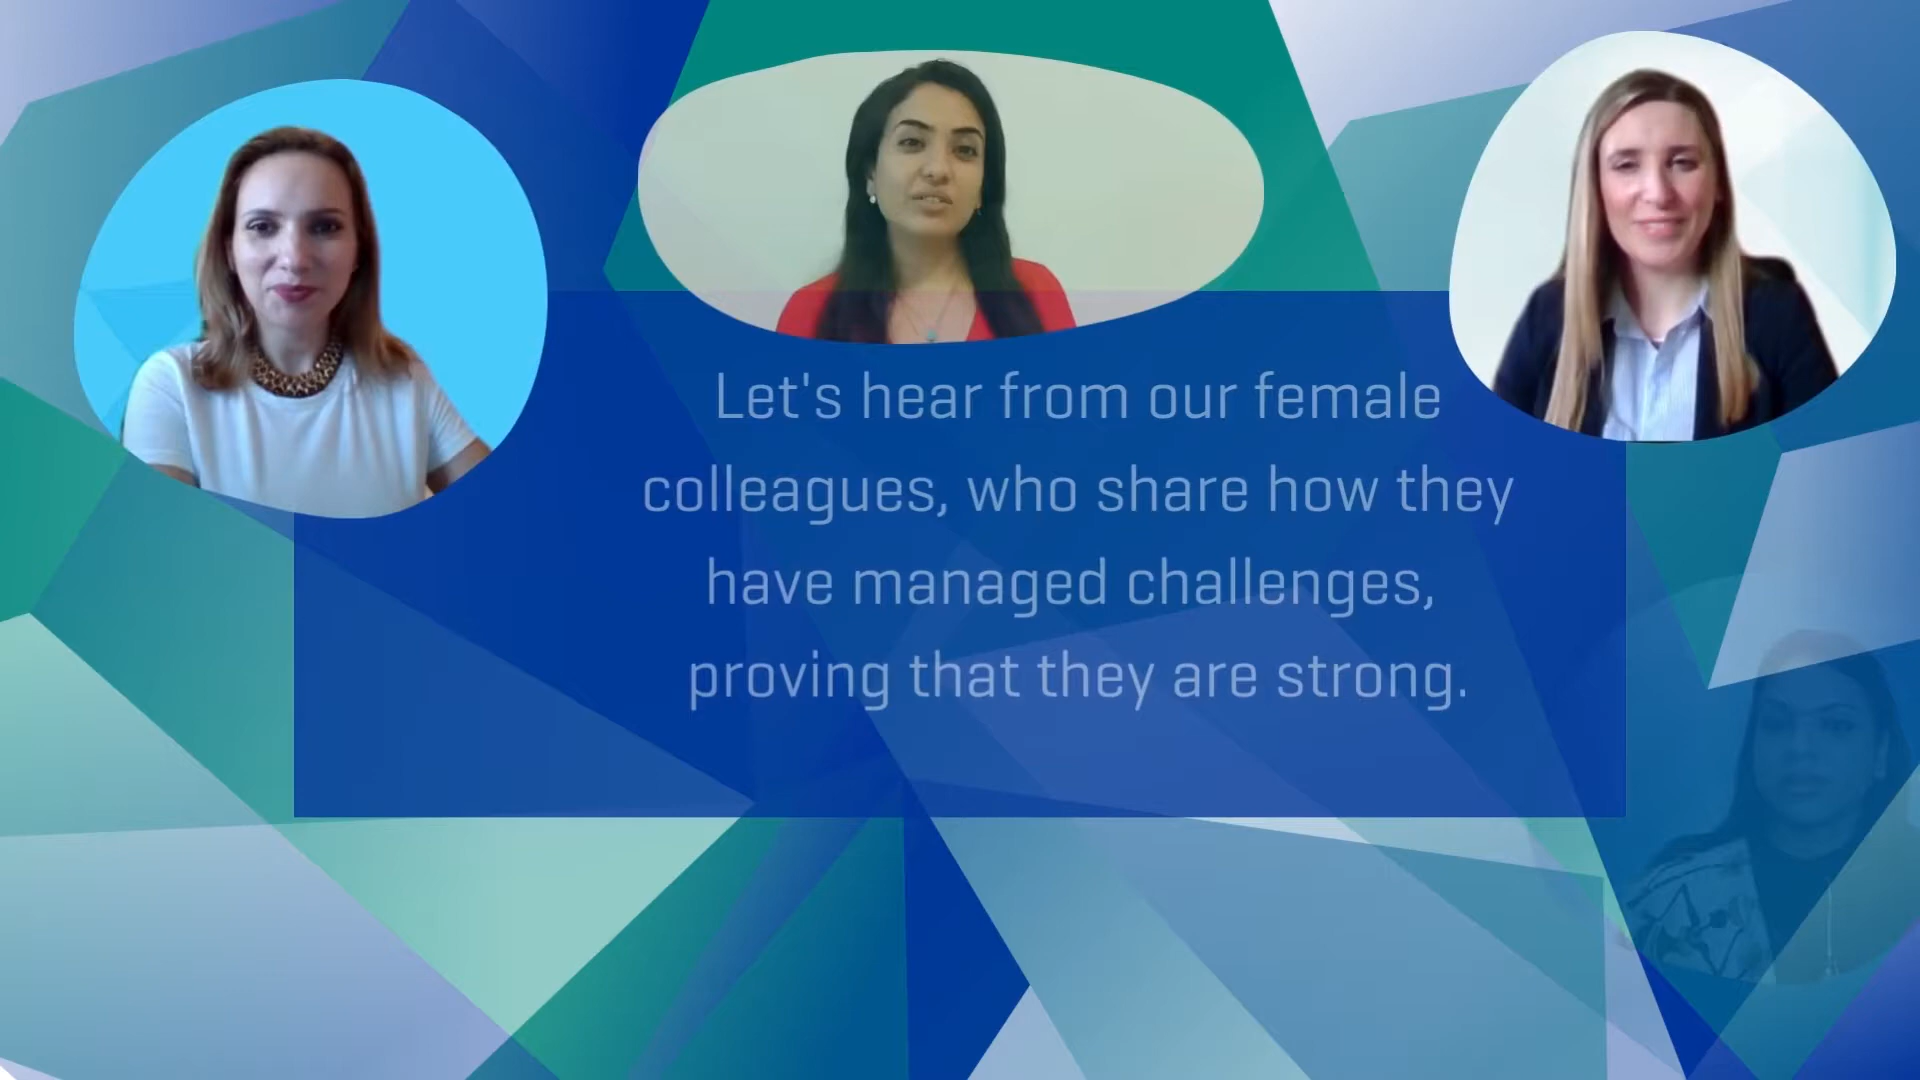 Let's hear from our female
colleagues, who share how they
have managed challenges,
proving that they are strong.